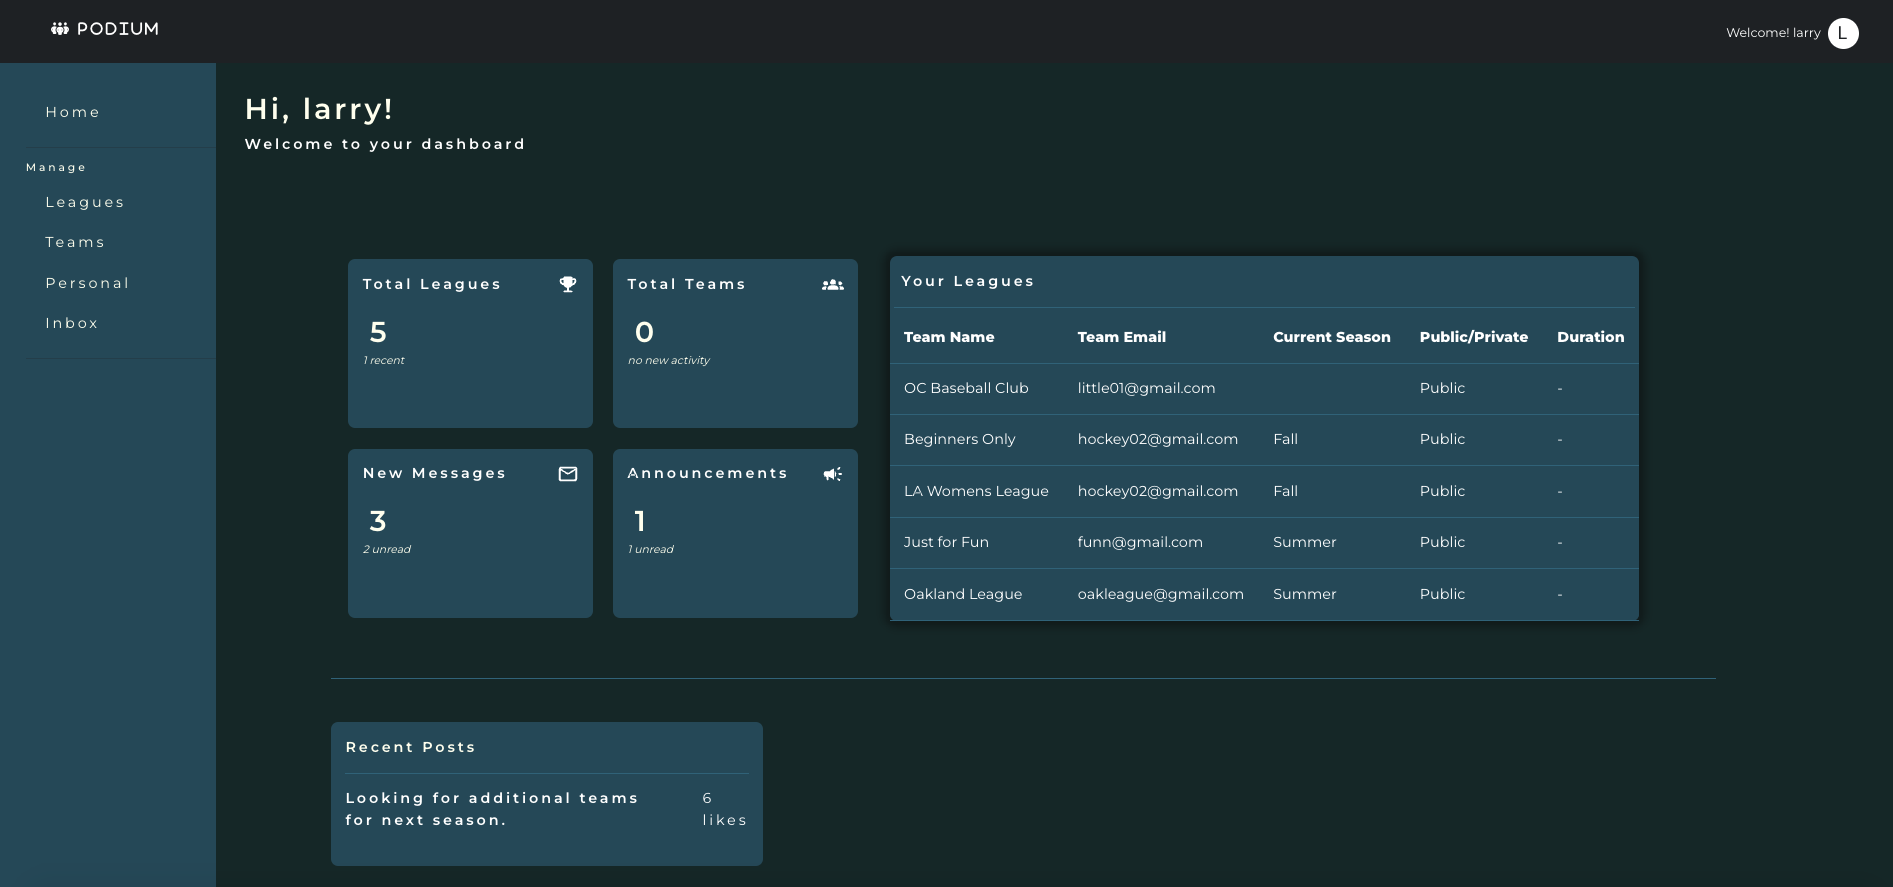 PODIUM
Welcome! larry L
Home
Manage
Leagues
Teams
Personal
Inbox
Hi, larry!
Welcome to your dashboard
Total Leagues
5
1 recent
Total Teams
0
no new activity
New Messages
3
2 unread
Announcements
1
1 unread
Your Leagues
Team Name Team Email Current Season Public/Private Duration
OC Baseball Club little01@gmail.com Public -
Beginners Only hockey02@gmail.com Fall Public -
LA Womens League hockey02@gmail.com Fall Public -
Just for Fun funn@gmail.com Summer Public -
Oakland League oakleague@gmail.com Summer Public -
Recent Posts
Looking for additional teams
for next season.
6
likes